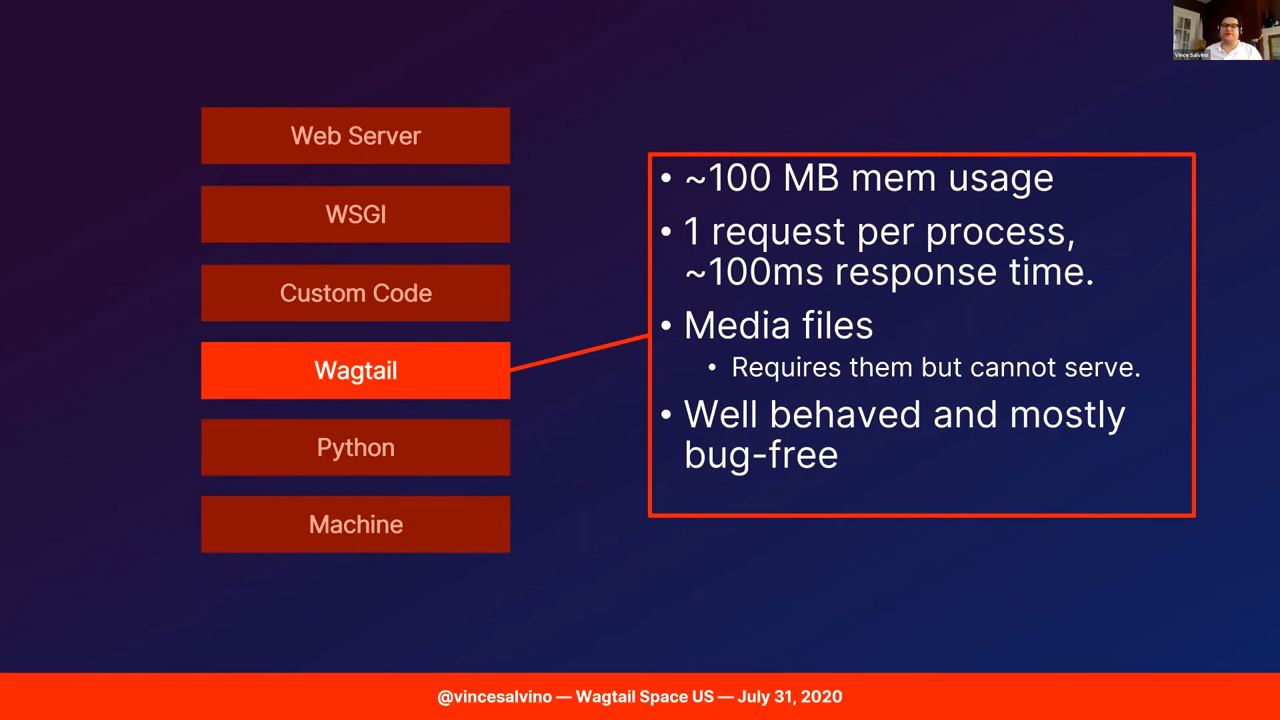 Vince Salvino
Web Server
WSGI
Custom Code
Wagtail
Python
Machine
• ~100 MB mem usage
• 1 request per process,
~100ms response time.
• Media files
• Requires them but cannot serve.
• Well behaved and mostly
bug-free
@vincesalvino — Wagtail Space US — July 31, 2020